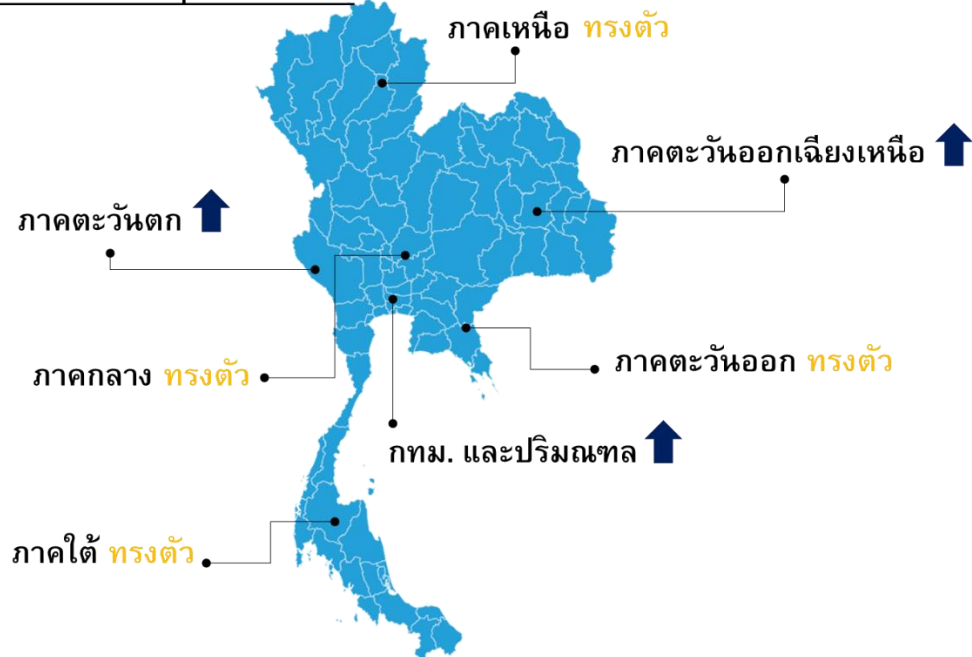 ภาคเหนือ ทรงตัว
ภาคตะวันออกเฉียงเหนือ
ภาคตะวันตก
ภาคกลาง ทรงตัว
ภาคตะวันออก ทรงตัว
กทม. และปริมณฑล
ภาคใต้ ทรงตัว